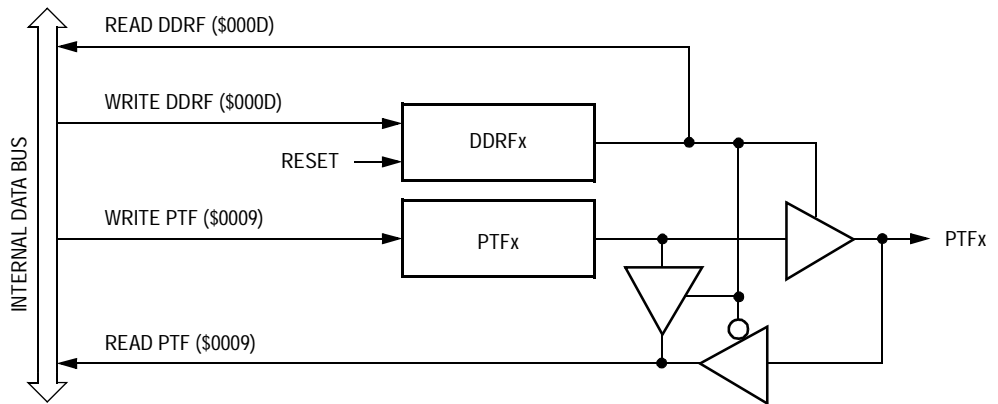 READ DDRF ($000D)
WRITE DDRF ($000D)
DDRFx
RESET
INTERNAL DATA BUS
WRITE PTF ($0009)
PTFx
PTFx
READ PTF ($0009)